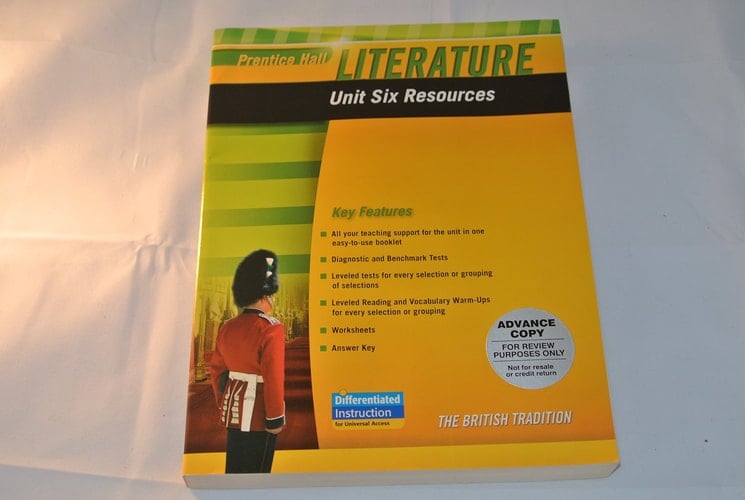 Prentice Hall LITERATURE
Unit Six Resources
Key Features
All your teaching support for the unit in one
easy-to-use booklet
Diagnostic and Benchmark Tests
Leveled tests for every selection or grouping
of selections
Leveled Reading and Vocabulary Warm-Ups
for every selection or grouping
Worksheets
Answer Key
ADVANCE
COPY
FOR REVIEW
PURPOSES ONLY
Not for resale
or credit return
Differentiated
Instruction
for Universal Access
THE BRITISH TRADITION